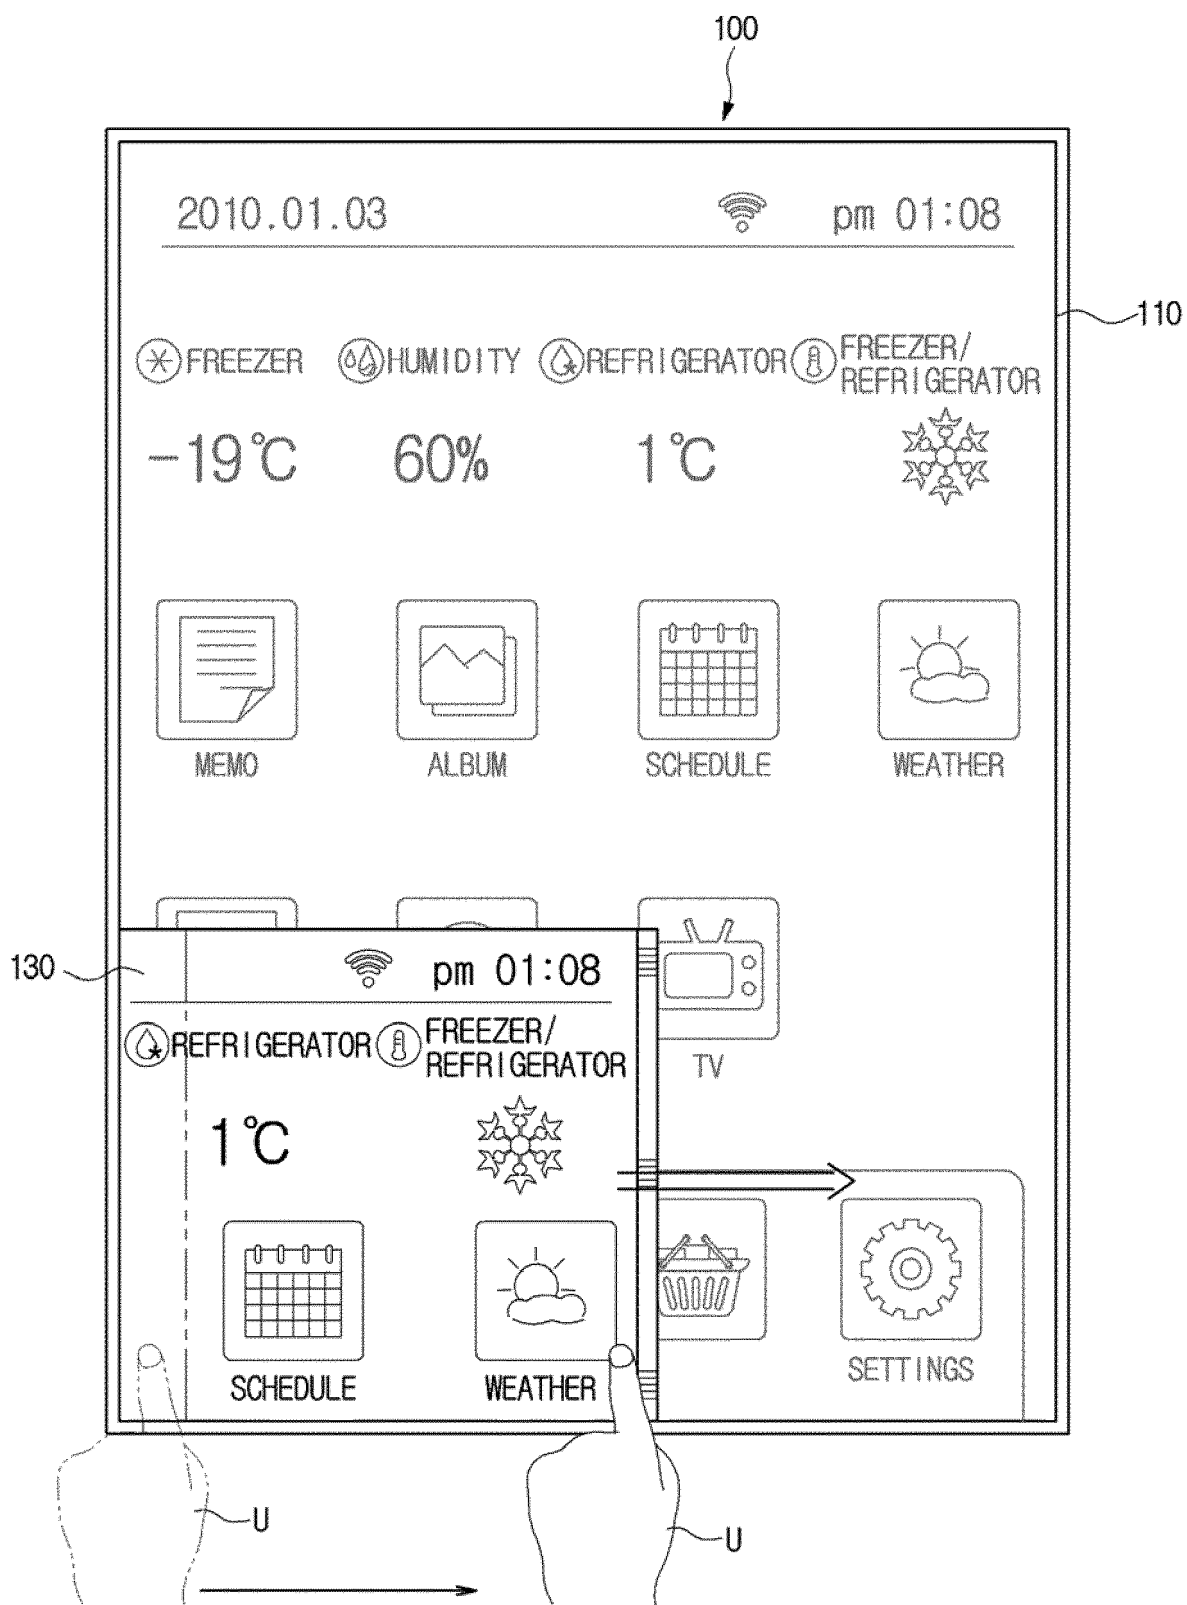 100
2010.01.03 pm 01:08
110
FREEZER HUMIDITY REFRIGERATOR FREEZER/
REFRIGERATOR
-19°C 60% 1°C
MEMO ALBUM SCHEDULE WEATHER
130
pm 01:08
REFRIGERATOR FREEZER/
REFRIGERATOR
TV
1°C
SCHEDULE WEATHER
SETTINGS
U
U